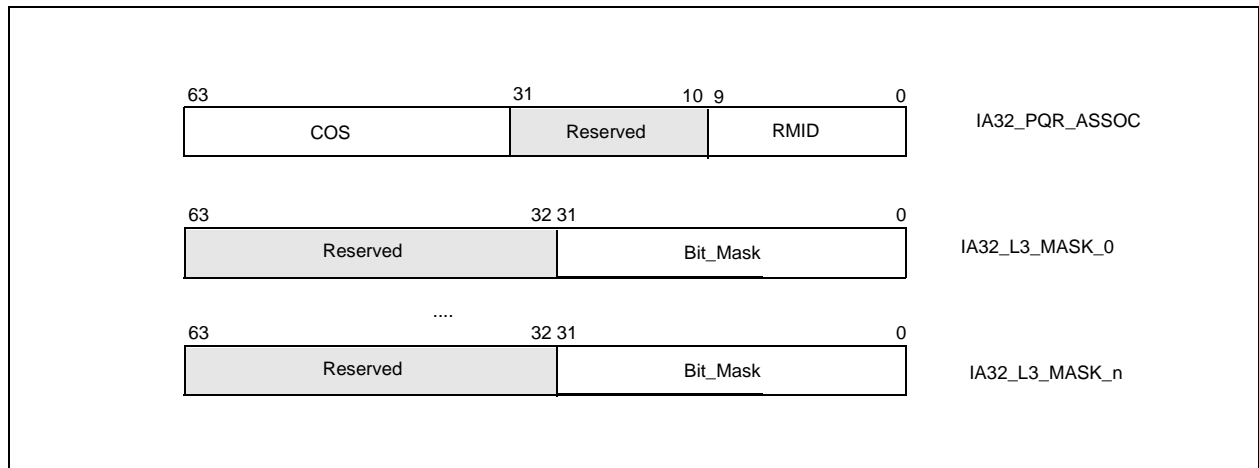 63 31 10 9 0
COS Reserved RMID IA32_PQR_ASSOC
63 32 31 0
Reserved Bit_Mask IA32_L3_MASK_0
....
63 32 31 0
Reserved Bit_Mask IA32_L3_MASK_n